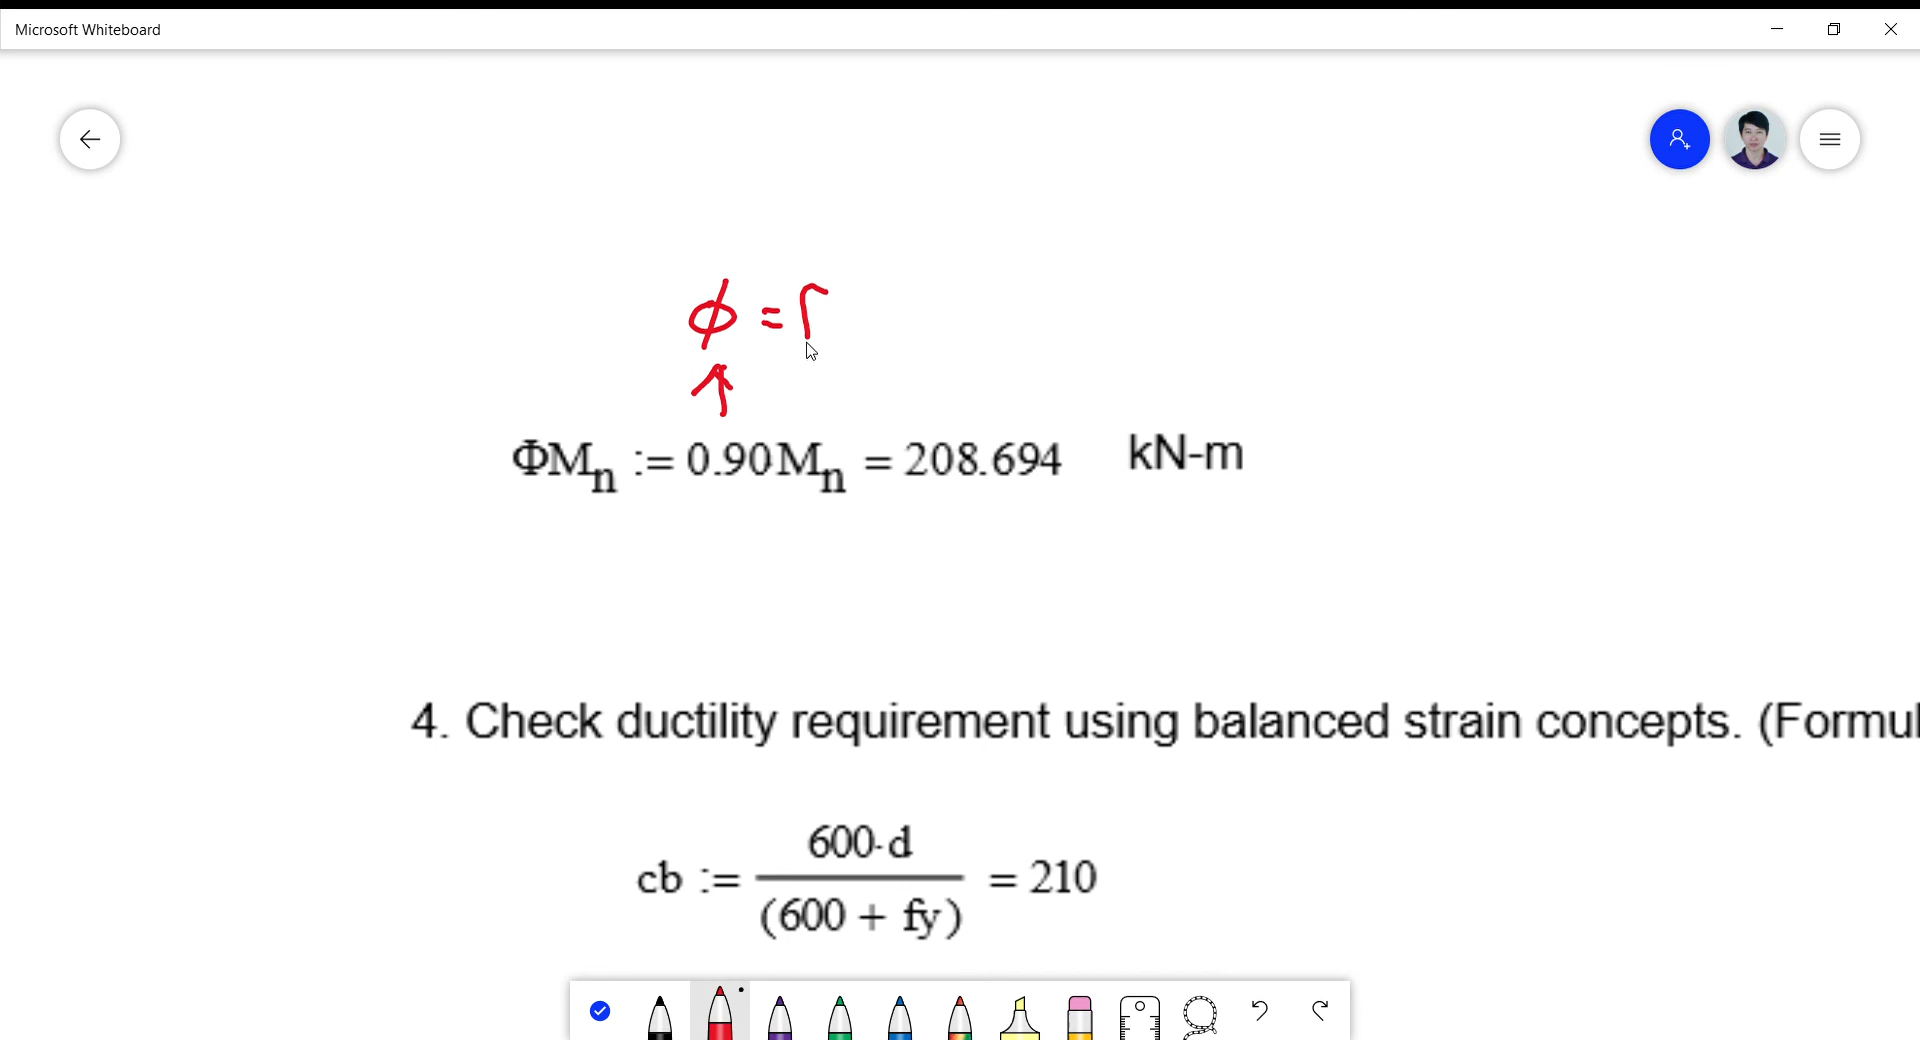 Microsoft Whiteboard
ϕ = r
ΦMn := 0.90Mn = 208.694 kN-m
4. Check ductility requirement using balanced strain concepts. (Formul
cb := 600·d / (600 + fy) = 210